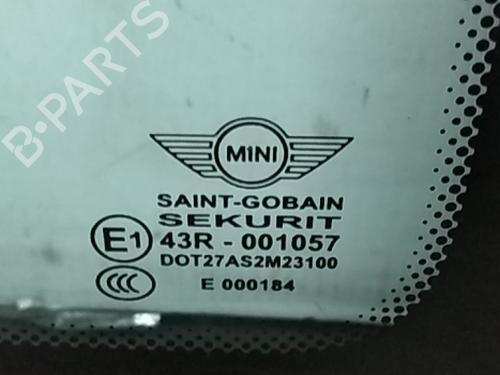 B-PARTS
MINI
SAINT-GOBAIN
SEKURIT
E1 43R - 001057
DOT27AS2M23100
CCC E 000184